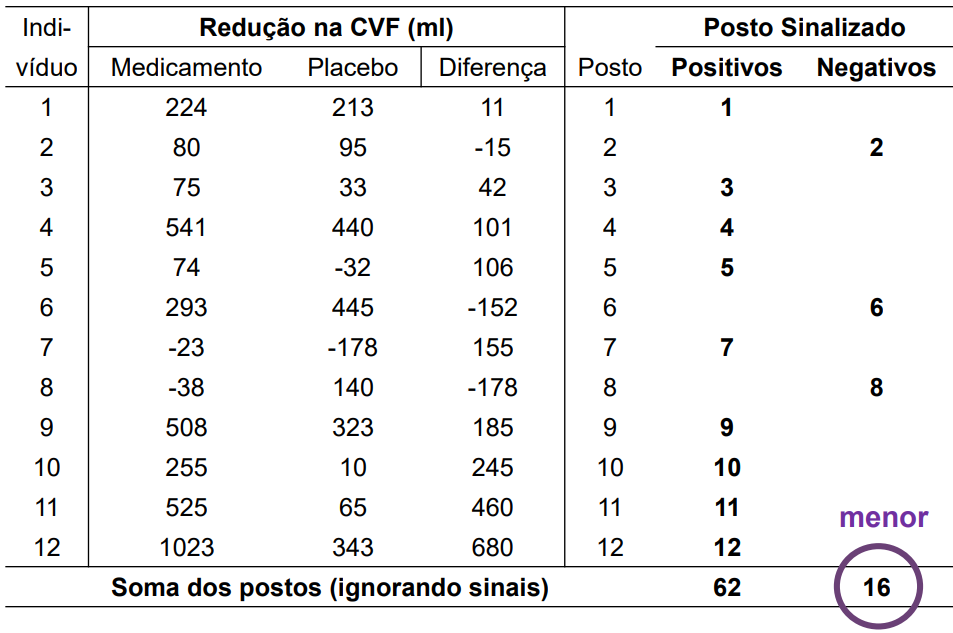 Indi- Redução na CVF (ml) Posto Sinalizado
víduo Medicamento Placebo Diferença Posto Positivos Negativos
1 224 213 11 1 1
2 80 95 -15 2 2
3 75 33 42 3 3
4 541 440 101 4 4
5 74 -32 106 5 5
6 293 445 -152 6 6
7 -23 -178 155 7 7
8 -38 140 -178 8 8
9 508 323 185 9 9
10 255 10 245 10 10
11 525 65 460 11 11
menor
12 1023 343 680 12 12
Soma dos postos (ignorando sinais) 62 16